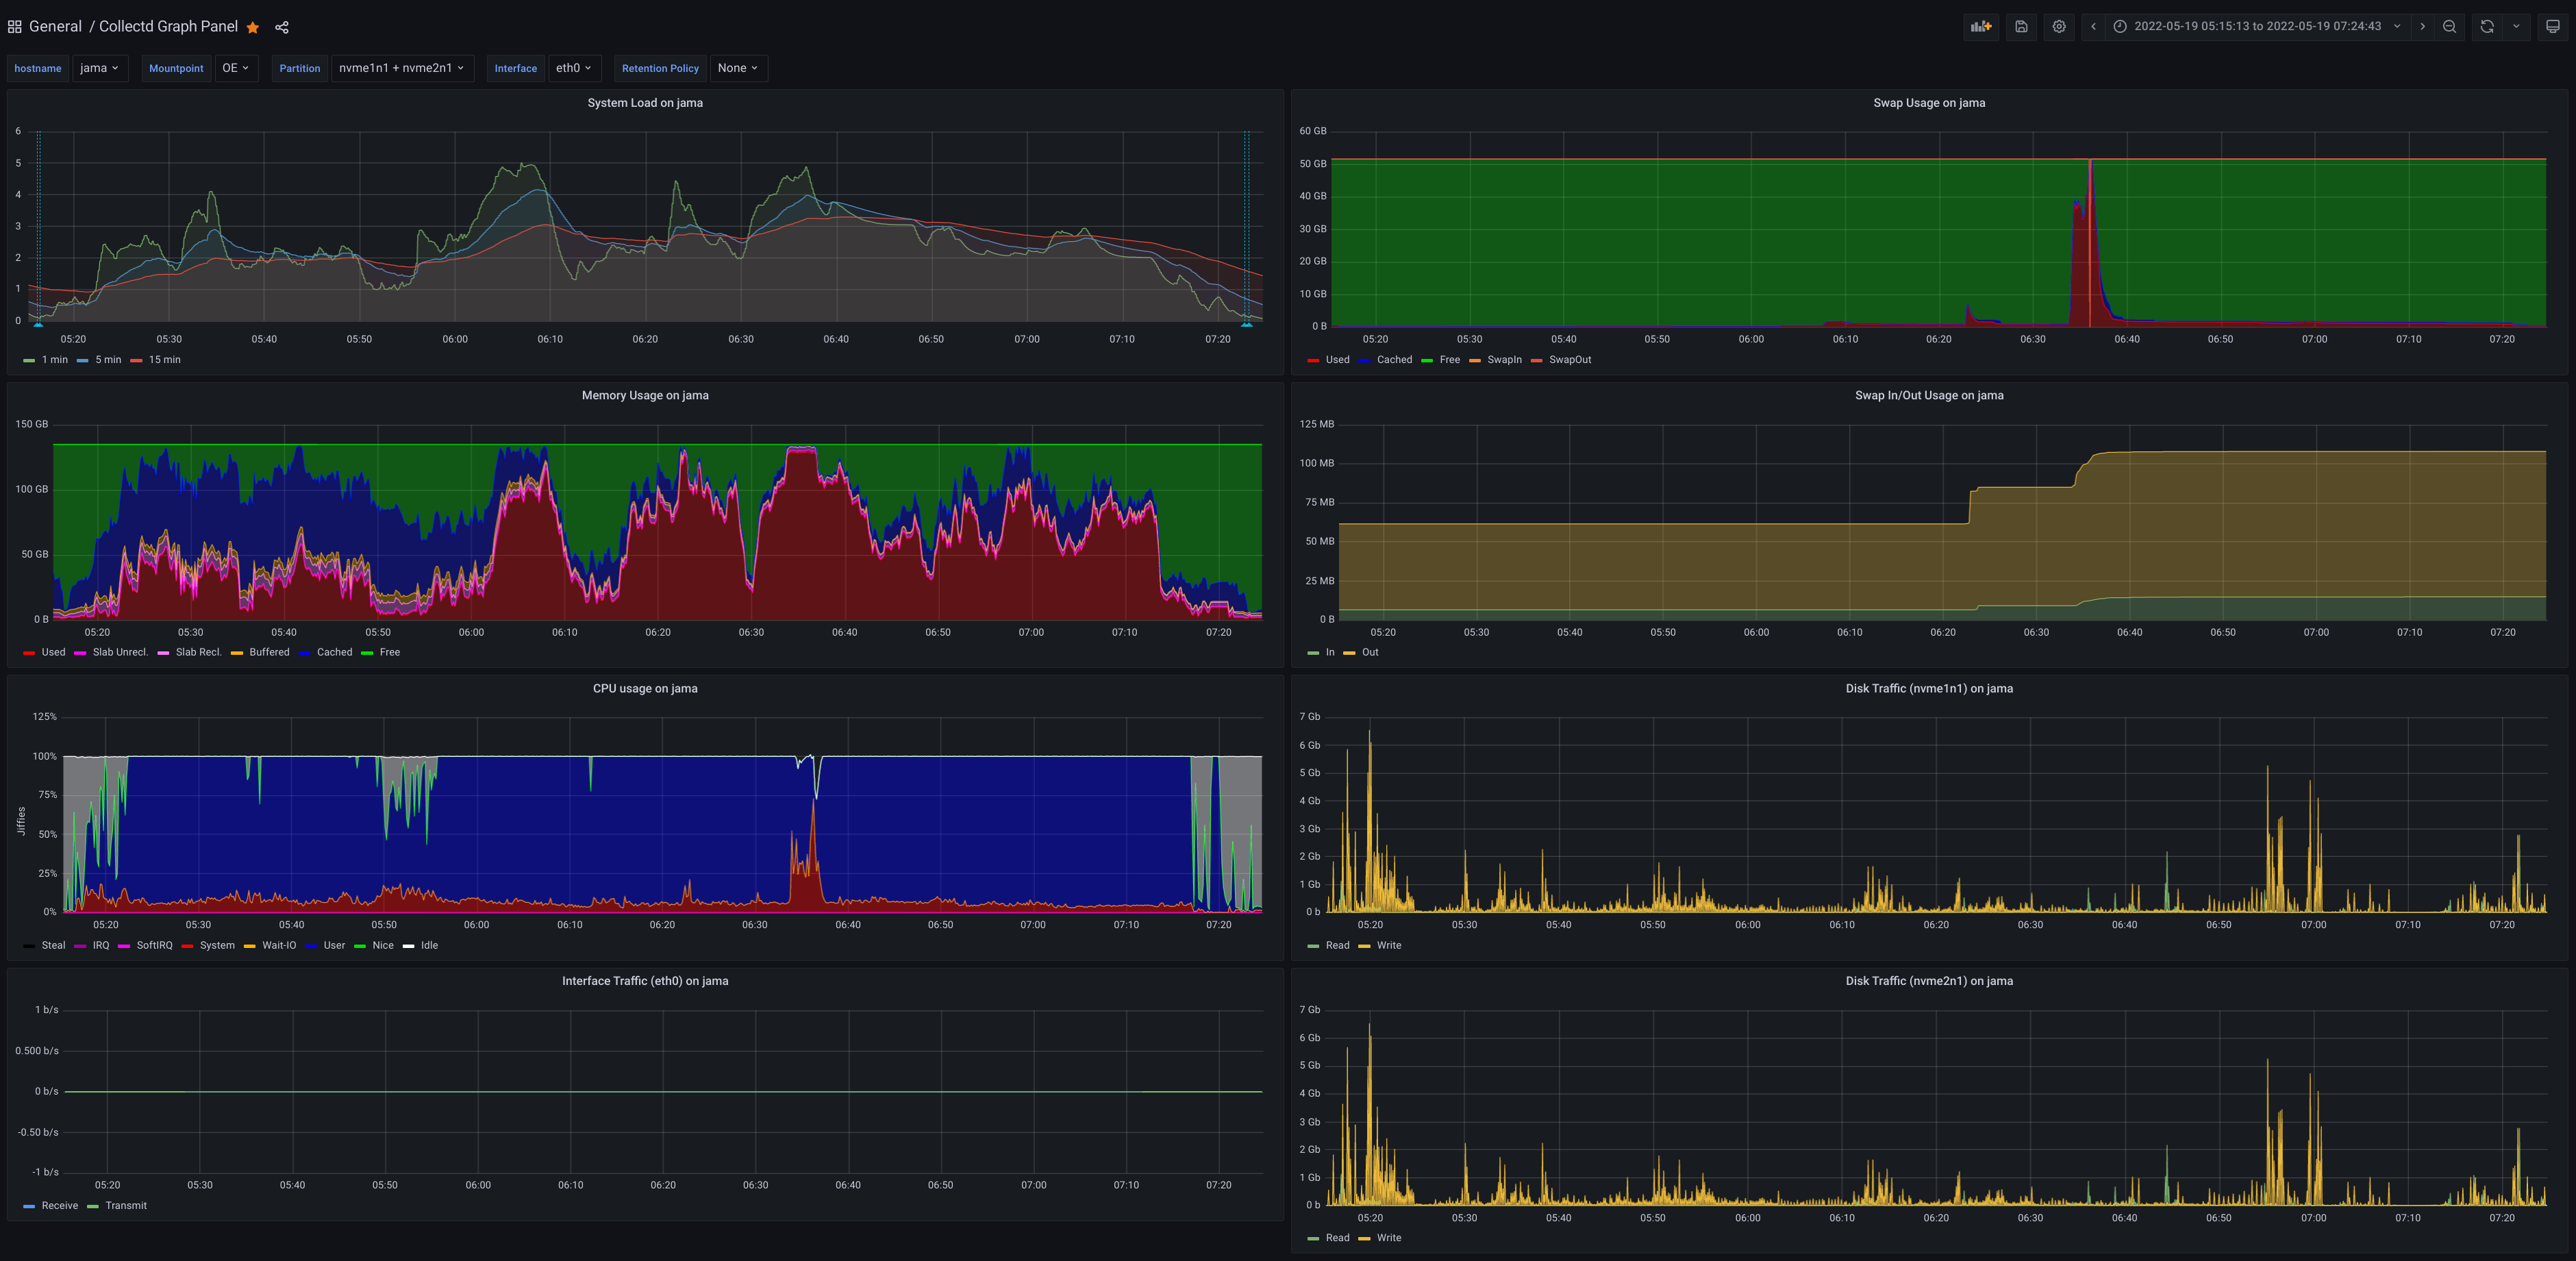 General / Collectd Graph Panel
2022-05-19 05:15:13 to 2022-05-19 07:24:43
hostname jama Mountpoint OE Partition nvme1n1 + nvme2n1 Interface eth0 Retention Policy None
System Load on jama
6
5
4
3
2
1
0
05:20 05:30 05:40 05:50 06:00 06:10 06:20 06:30 06:40 06:50 07:00 07:10 07:20
1 min 5 min 15 min
Swap Usage on jama
60 GB
50 GB
40 GB
30 GB
20 GB
10 GB
0 B
05:20 05:30 05:40 05:50 06:00 06:10 06:20 06:30 06:40 06:50 07:00 07:10 07:20
Used Cached Free SwapIn SwapOut
Memory Usage on jama
150 GB
100 GB
50 GB
0 B
05:20 05:30 05:40 05:50 06:00 06:10 06:20 06:30 06:40 06:50 07:00 07:10 07:20
Used Slab Unrecl. Slab Recl. Buffered Cached Free
Swap In/Out Usage on jama
125 MB
100 MB
75 MB
50 MB
25 MB
0 B
05:20 05:30 05:40 05:50 06:00 06:10 06:20 06:30 06:40 06:50 07:00 07:10 07:20
In Out
CPU usage on jama
Jiffies
125%
100%
75%
50%
25%
0%
05:20 05:30 05:40 05:50 06:00 06:10 06:20 06:30 06:40 06:50 07:00 07:10 07:20
Steal IRQ SoftIRQ System Wait-IO User Nice Idle
Disk Traffic (nvme1n1) on jama
7 Gb
6 Gb
5 Gb
4 Gb
3 Gb
2 Gb
1 Gb
0 b
05:20 05:30 05:40 05:50 06:00 06:10 06:20 06:30 06:40 06:50 07:00 07:10 07:20
Read Write
Interface Traffic (eth0) on jama
1 b/s
0.500 b/s
0 b/s
-0.50 b/s
-1 b/s
05:20 05:30 05:40 05:50 06:00 06:10 06:20 06:30 06:40 06:50 07:00 07:10 07:20
Receive Transmit
Disk Traffic (nvme2n1) on jama
7 Gb
6 Gb
5 Gb
4 Gb
3 Gb
2 Gb
1 Gb
0 b
05:20 05:30 05:40 05:50 06:00 06:10 06:20 06:30 06:40 06:50 07:00 07:10 07:20
Read Write